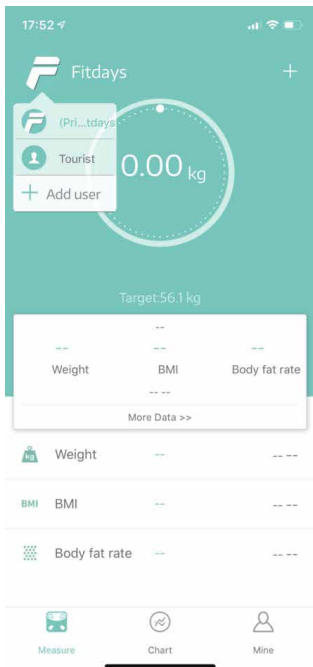 17:52
Fitdays
+
(Pri...tdays
Tourist
+ Add user
0.00 kg
Target:56.1 kg
--
-- -- --
Weight BMI Body fat rate
-- --
More Data >>
kg Weight -- -- --
BMI BMI -- -- --
Body fat rate -- -- --
Measure Chart Mine